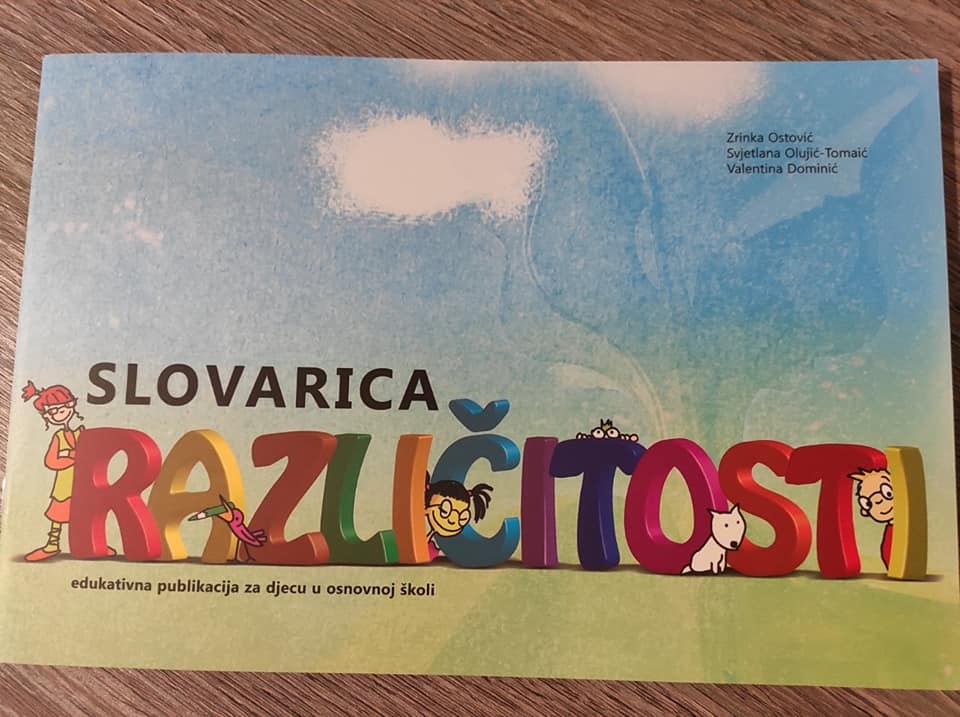 Zrinka Ostović
Svjetlana Olujić-Tomaić
Valentina Dominić
SLOVARICA
RAZLIČITOSTI
edukativna publikacija za djecu u osnovnoj školi